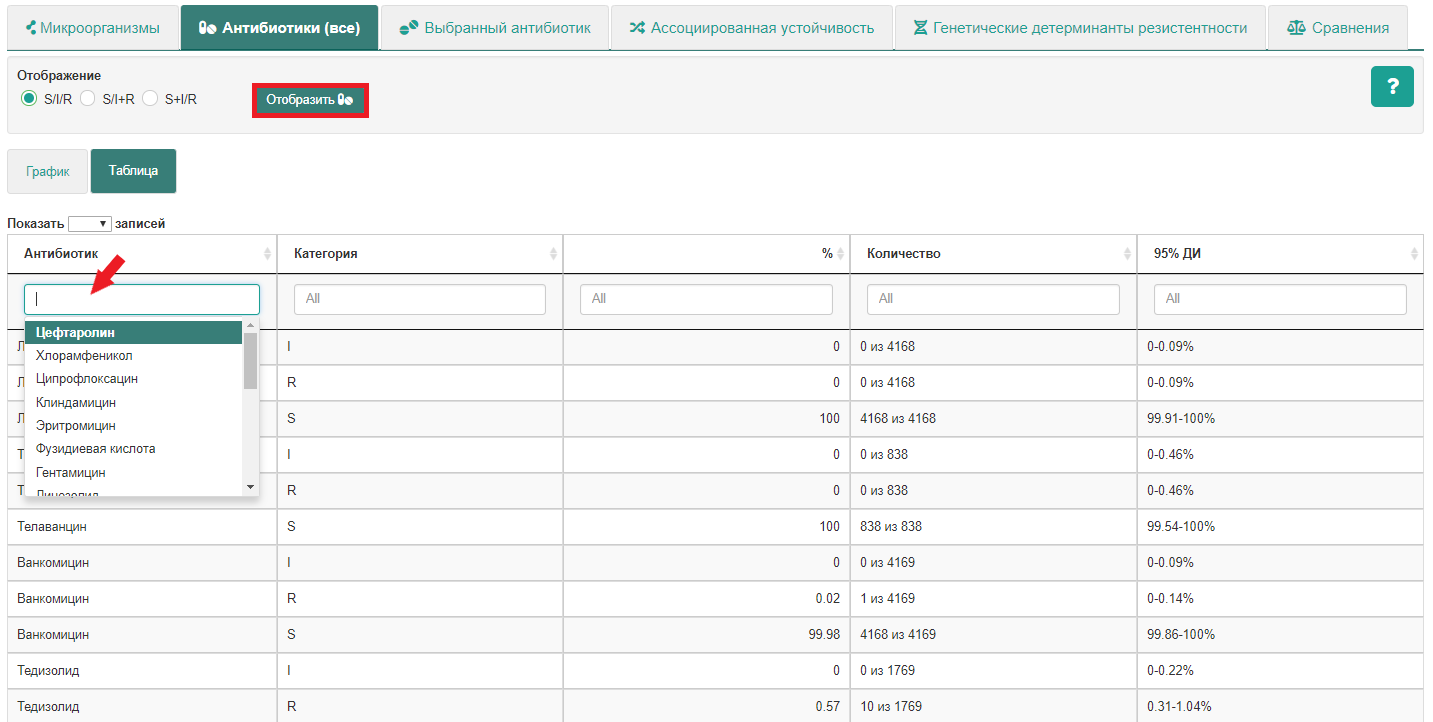 Микроорганизмы Антибиотики (все) Выбранный антибиотик Ассоциированная устойчивость Генетические детерминанты резистентности Сравнения
Отображение
S/I/R S/I+R S+I/R Отобразить ?
График Таблица
Показать записей
Антибиотик Категория % Количество 95% ДИ
All All All All
Цефтаролин
Хлорамфеникол
Ципрофлоксацин
Клиндамицин
Эритромицин
Фузидиевая кислота
Гентамицин
Линезолид
Л I 0 0 из 4168 0-0.09%
Л R 0 0 из 4168 0-0.09%
Л S 100 4168 из 4168 99.91-100%
Т I 0 0 из 838 0-0.46%
Т R 0 0 из 838 0-0.46%
Телаванцин S 100 838 из 838 99.54-100%
Ванкомицин I 0 0 из 4169 0-0.09%
Ванкомицин R 0.02 1 из 4169 0-0.14%
Ванкомицин S 99.98 4168 из 4169 99.86-100%
Тедизолид I 0 0 из 1769 0-0.22%
Тедизолид R 0.57 10 из 1769 0.31-1.04%